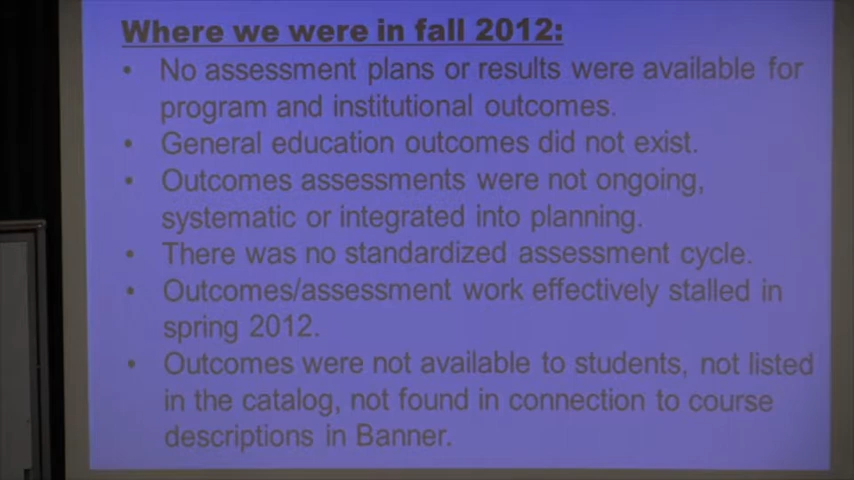 Where we were in fall 2012:
• No assessment plans or results were available for
program and institutional outcomes.
• General education outcomes did not exist.
• Outcomes assessments were not ongoing,
systematic or integrated into planning.
• There was no standardized assessment cycle.
• Outcomes/assessment work effectively stalled in
spring 2012.
• Outcomes were not available to students, not listed
in the catalog, not found in connection to course
descriptions in Banner.